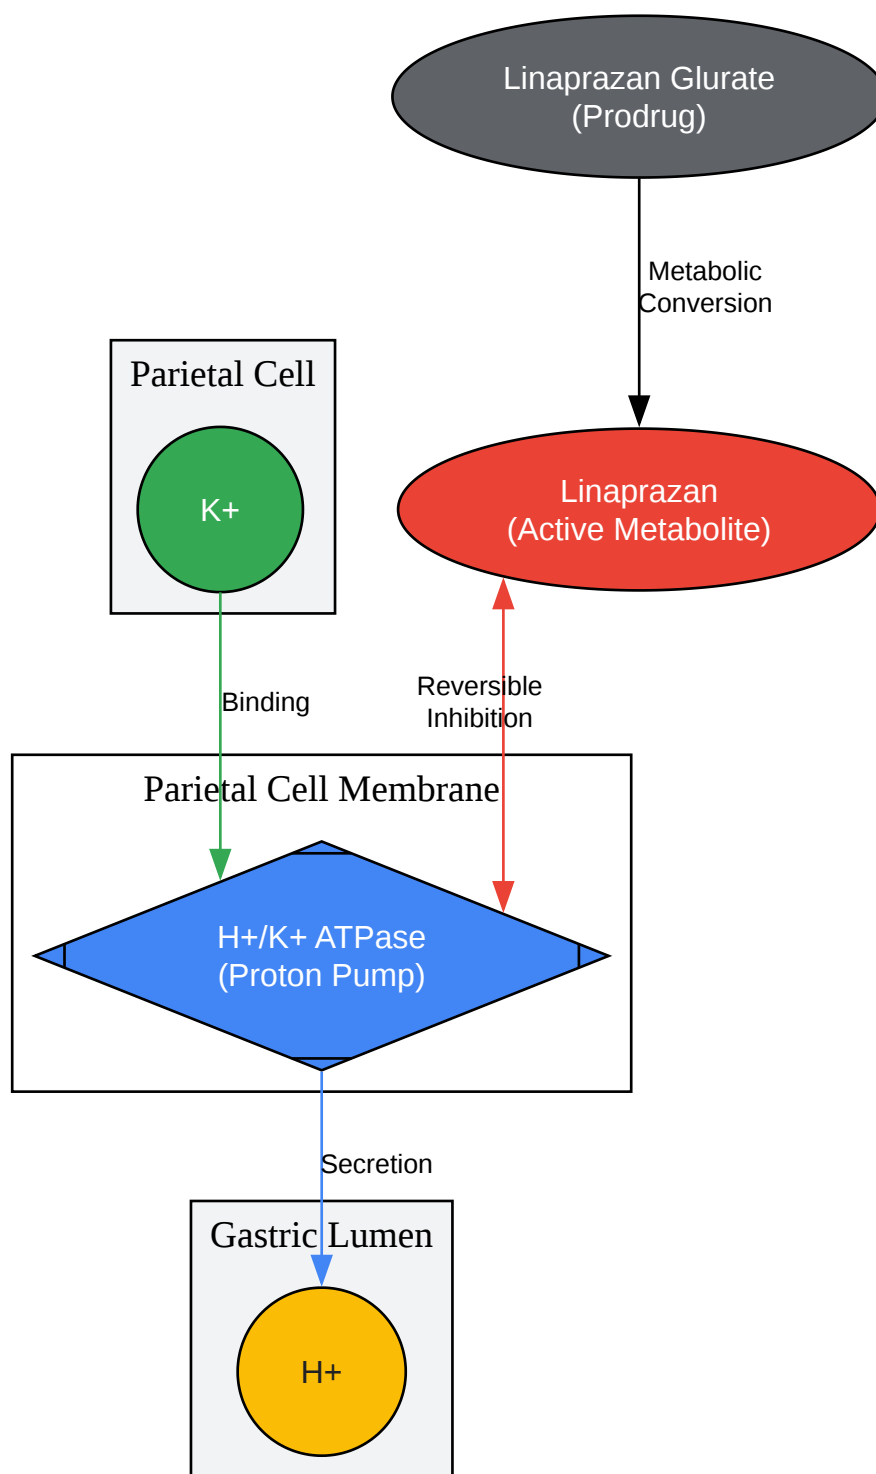 Linaprazan Glurate
(Prodrug)
Metabolic
Conversion
Parietal Cell
K+
Linaprazan
(Active Metabolite)
Binding
Reversible
Inhibition
Parietal Cell Membrane
H+/K+ ATPase
(Proton Pump)
Secretion
Gastric Lumen
H+